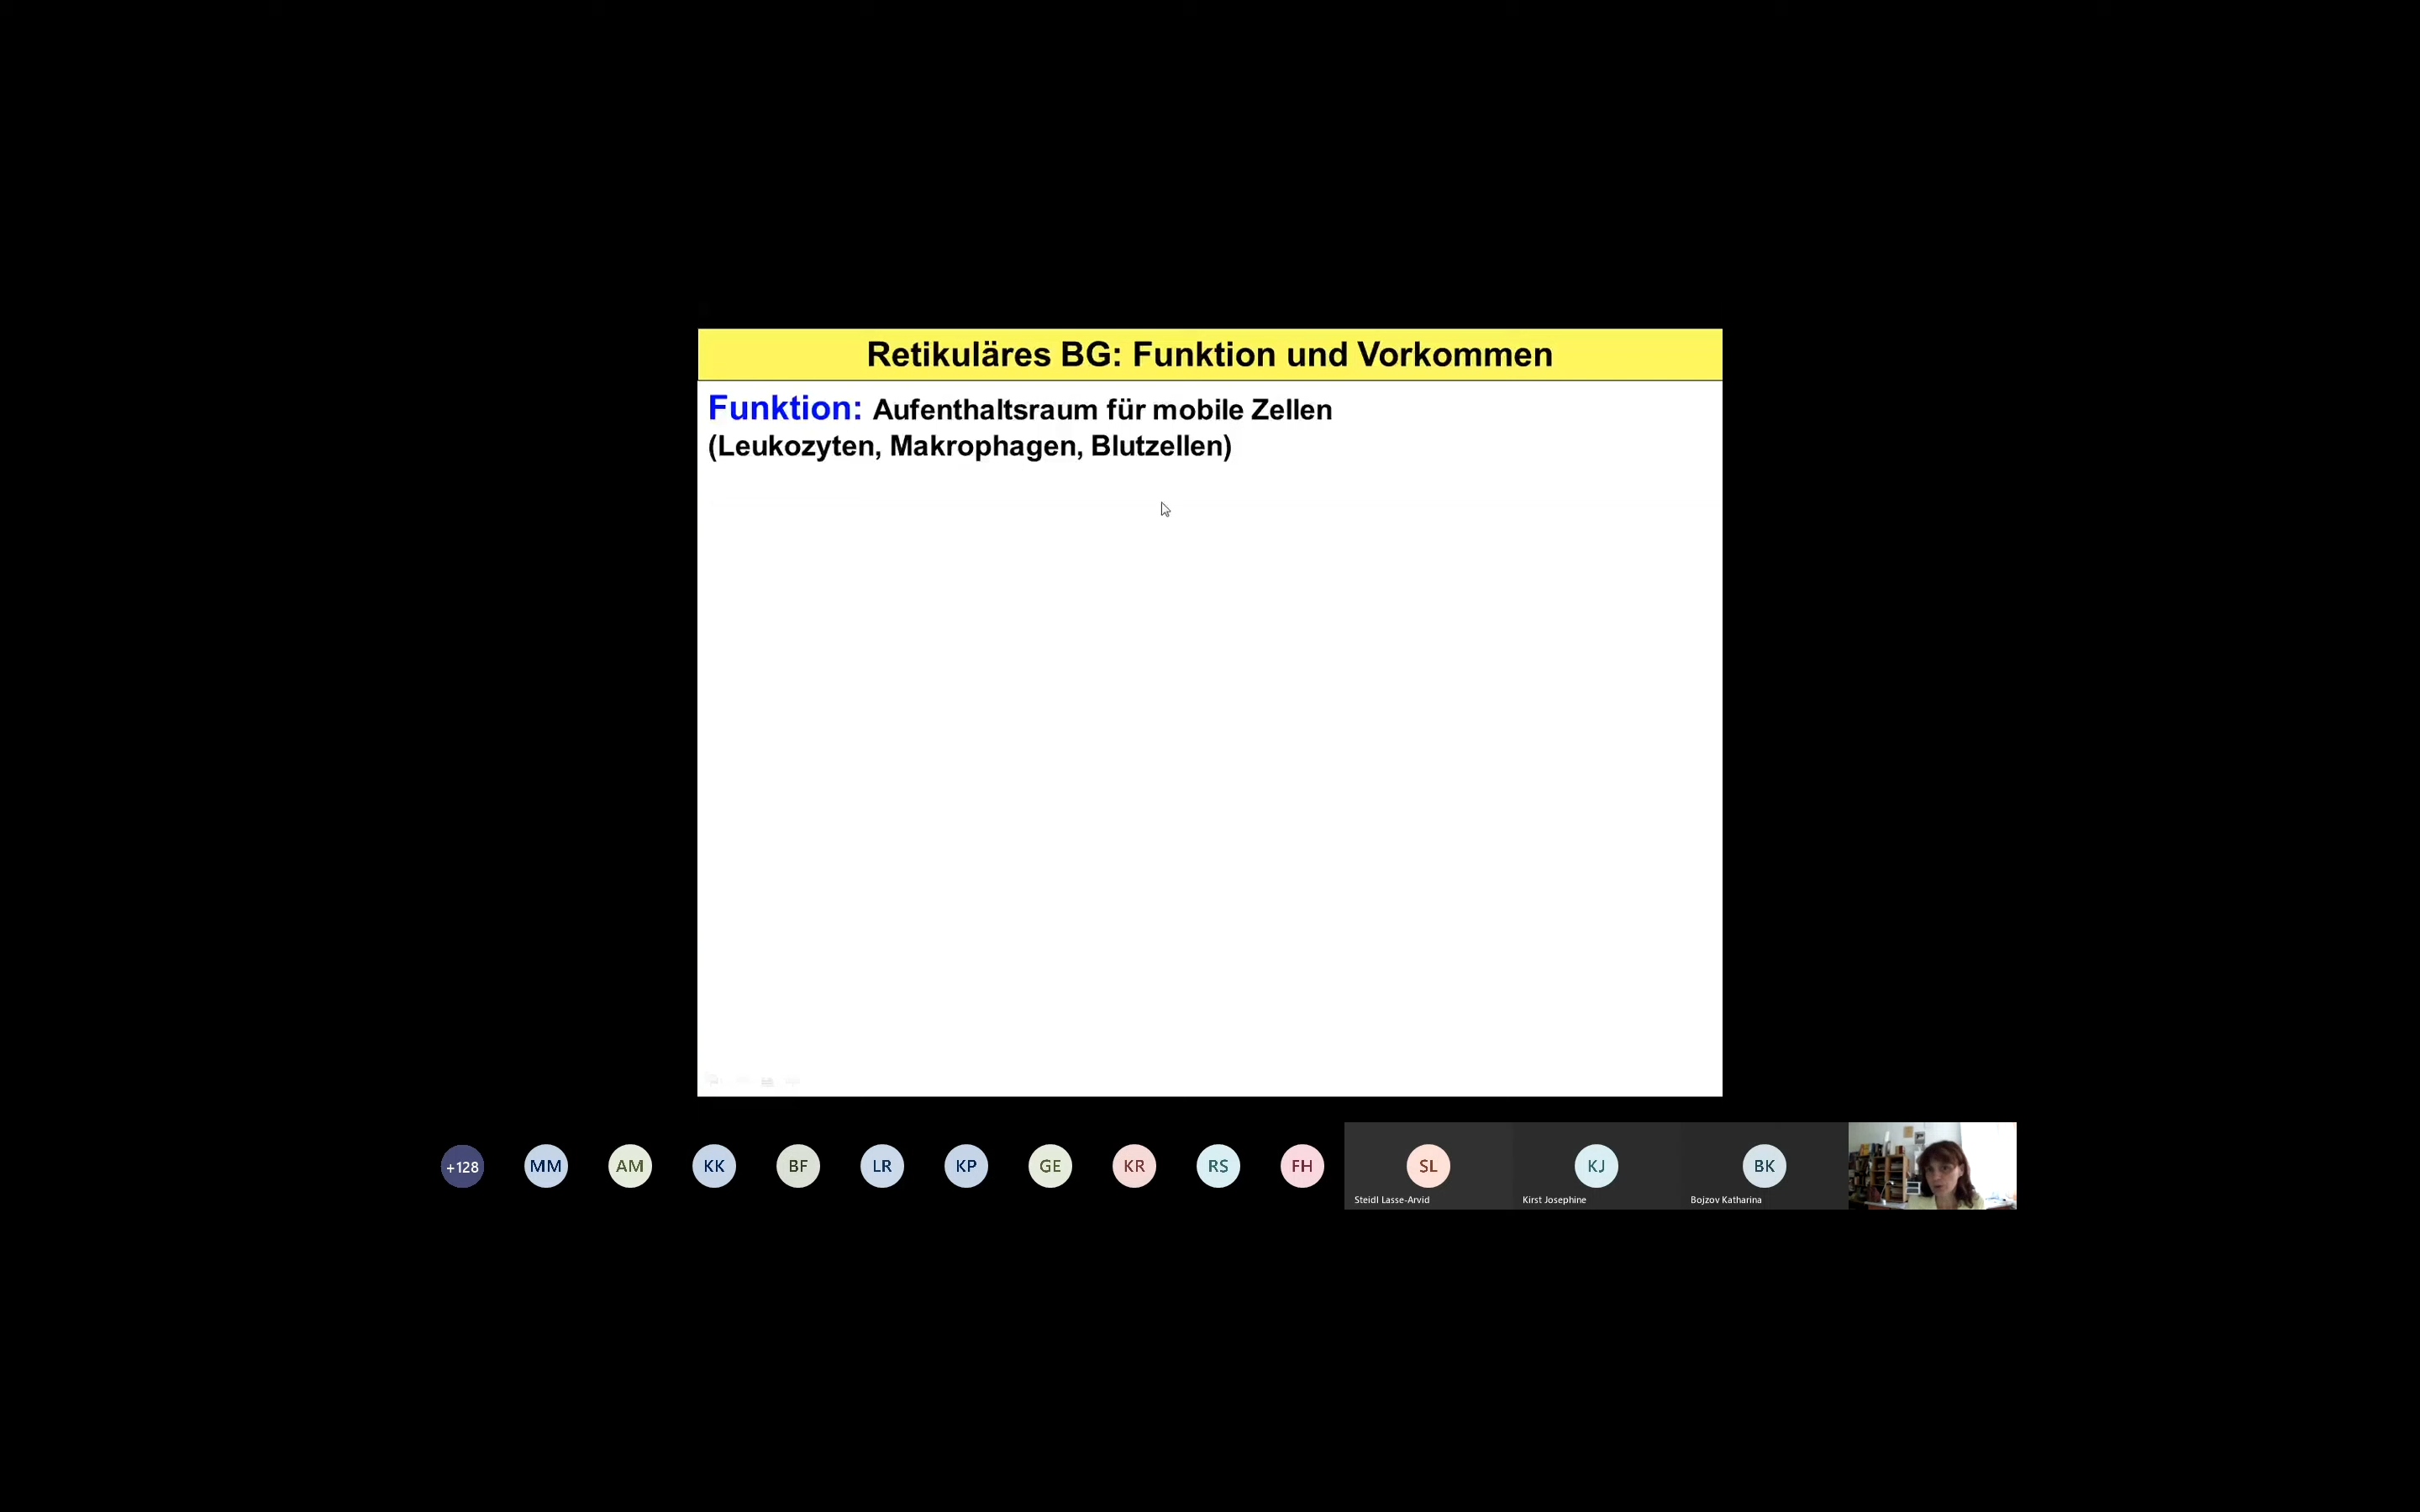 Retikuläres BG: Funktion und Vorkommen
Funktion: Aufenthaltsraum für mobile Zellen
(Leukozyten, Makrophagen, Blutzellen)
+128 MM AM KK BF LR KP GE KR RS FH SL KJ BK
Steidl Lasse-Arvid Kirst Josephine Bojzov Katharina